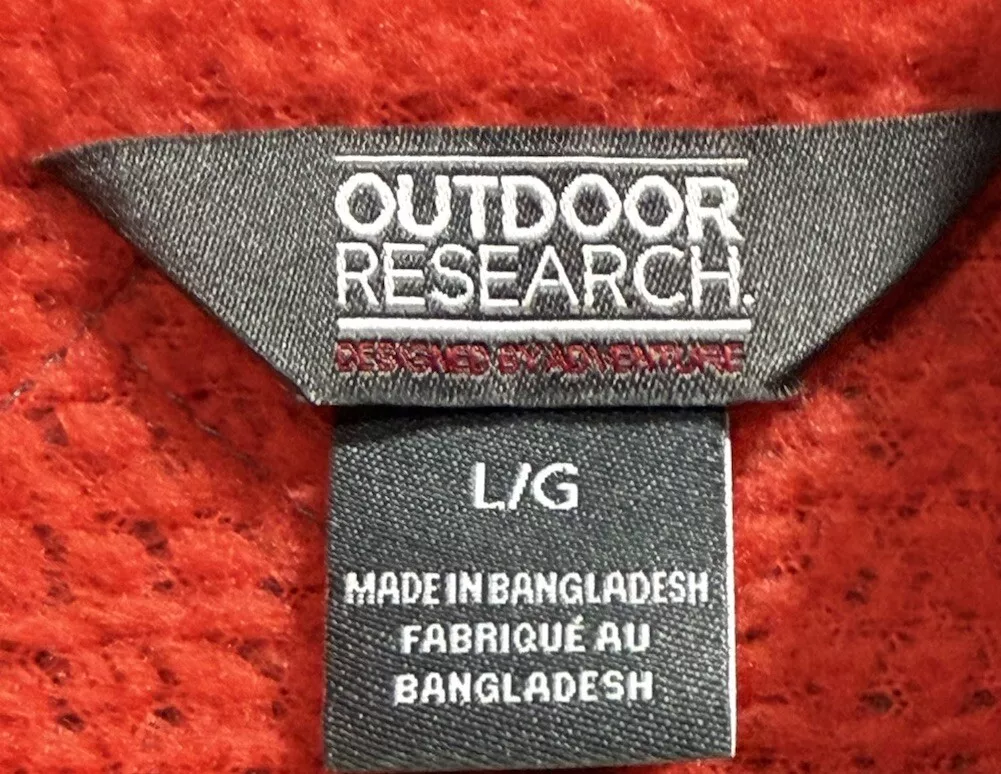 OUTDOOR
RESEARCH.
DESIGNED BY ADVENTURE
L/G
MADE IN BANGLADESH
FABRIQUÉ AU
BANGLADESH